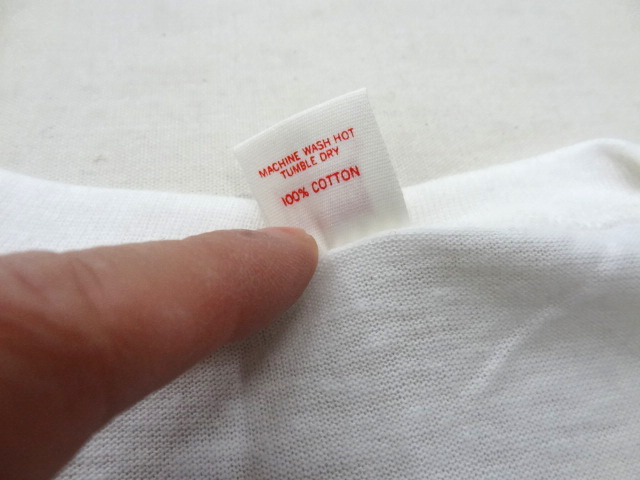 MACHINE WASH HOT
TUMBLE DRY
100% COTTON